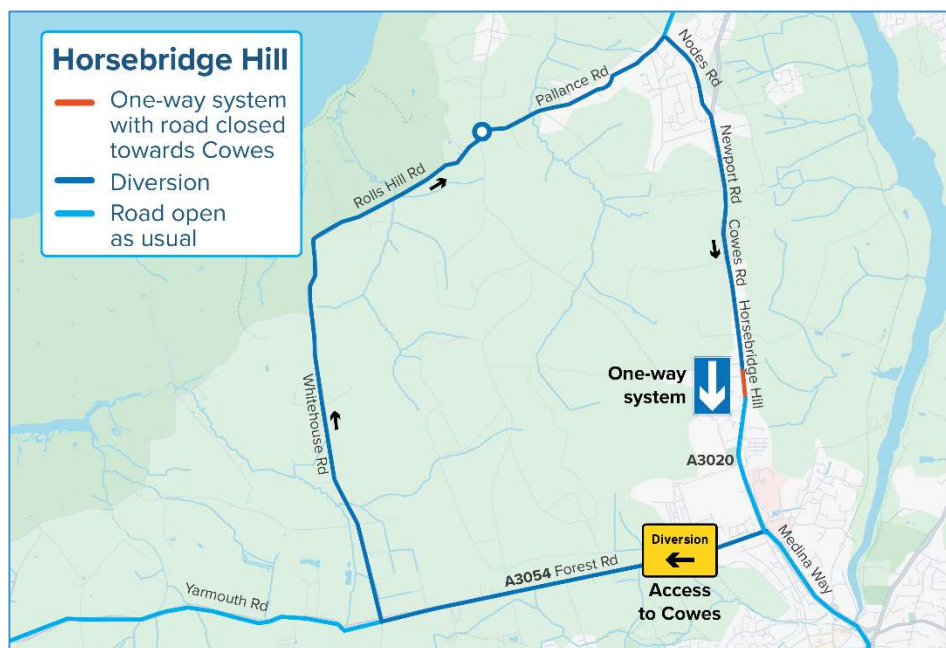 Horsebridge Hill
One-way system
with road closed
towards Cowes
Diversion
Road open
as usual
Nodes Rd
Pallance Rd
Rolls Hill Rd
Newport Rd
Cowes Rd
Horsebridge Hill
One-way
system
Whitehouse Rd
A3020
Diversion
Medina Way
A3054 Forest Rd
Access
to Cowes
Yarmouth Rd